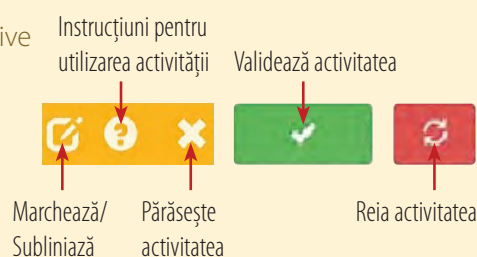 ive
Instrucțiuni pentru
utilizarea activității
Validează activitatea
Marchează/
Subliniază
Părăsește
activitatea
Reia activitatea